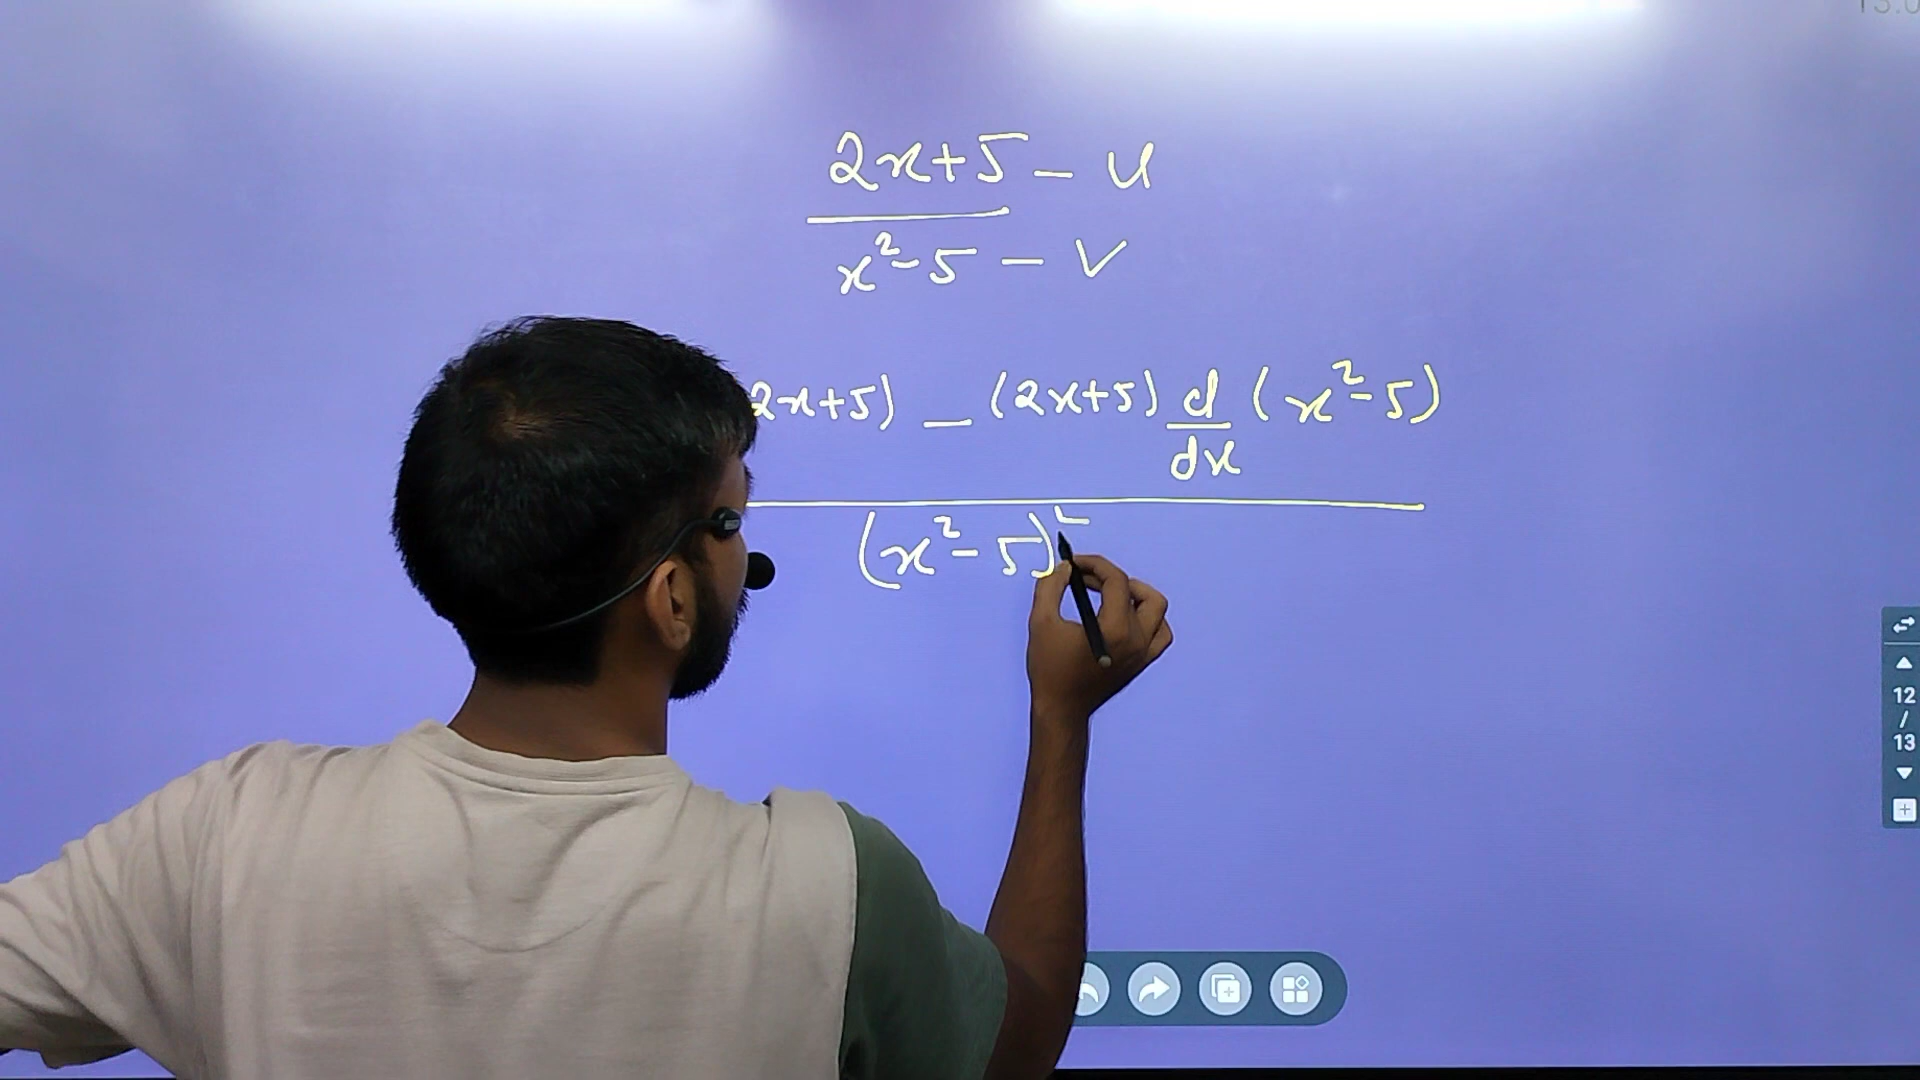 2x+5 - u
x²-5 - v
2x+5) - (2x+5) d/dx (x²-5)
(x²-5)²
12
/
13